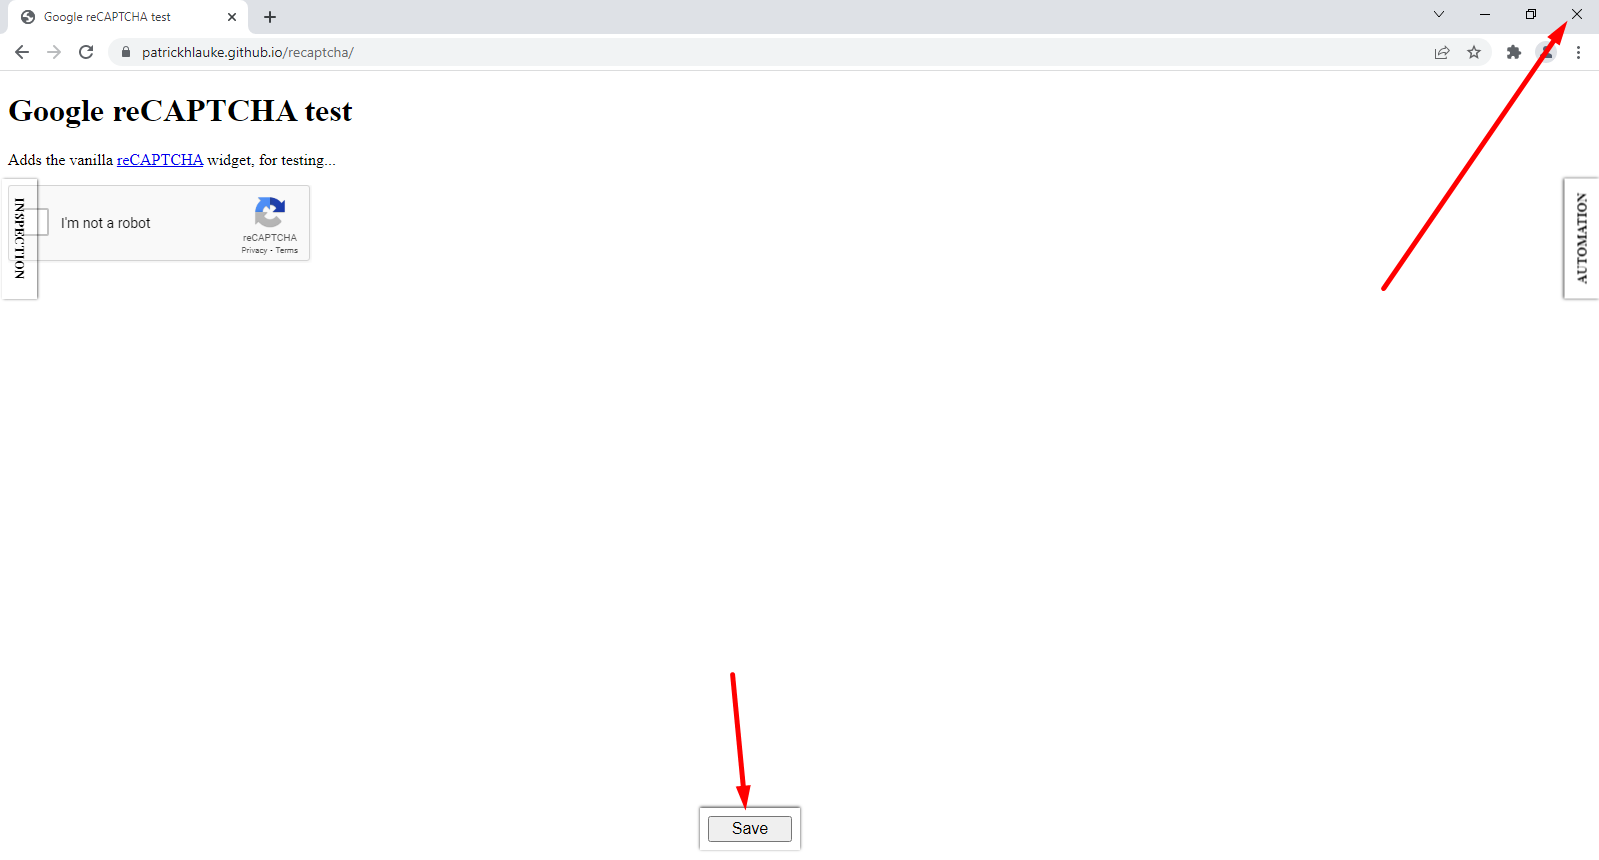 Google reCAPTCHA test
patrickhlauke.github.io/recaptcha/
Google reCAPTCHA test
Adds the vanilla reCAPTCHA widget, for testing...
INSPECTION
I'm not a robot
reCAPTCHA
Privacy - Terms
AUTOMATION
Save